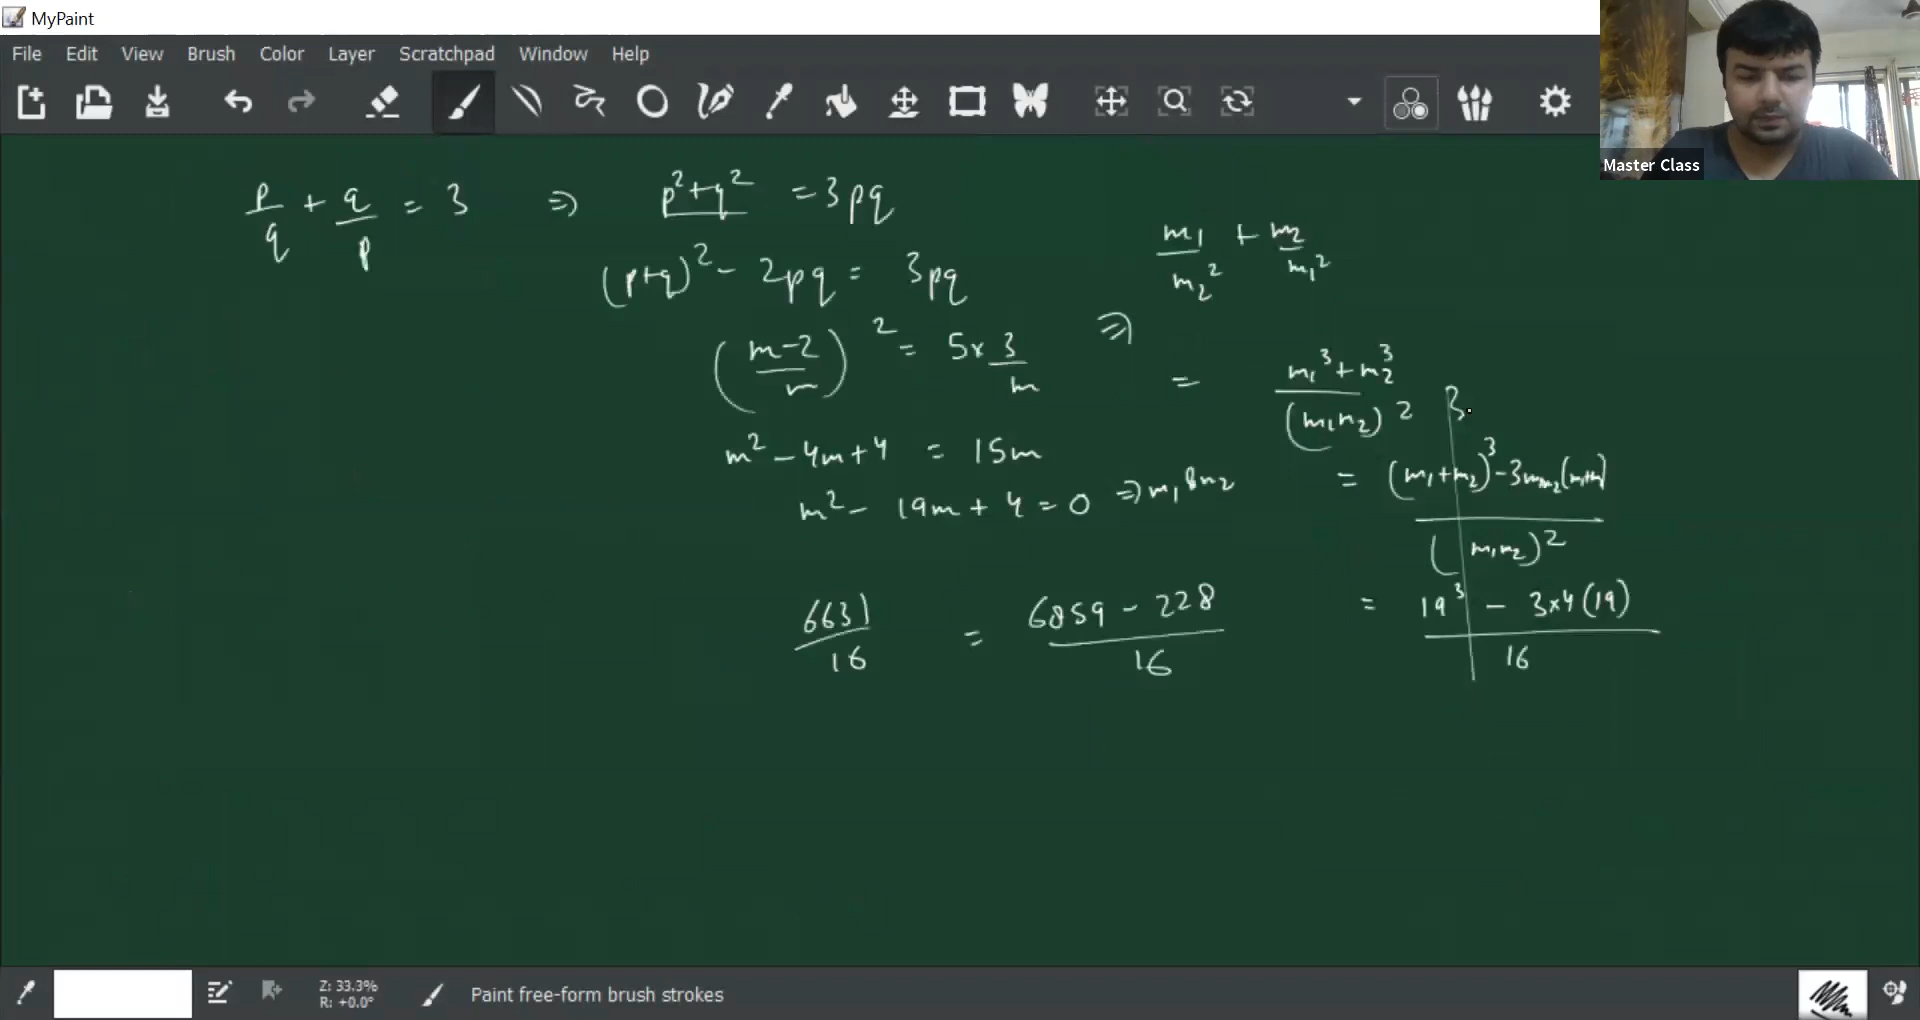 MyPaint
File Edit View Brush Color Layer Scratchpad Window Help
Master Class
p/q + q/p = 3 ⇒ p² + q² = 3pq
(p+q)² - 2pq = 3pq
((m-2)/m)² = 5 × 3/m ⇒
m² - 4m + 4 = 15m
m² - 19m + 4 = 0 ⇒ m₁ & m₂
m₁/m₂² + m₂/m₁²
= (m₁³ + m₂³)/(m₁m₂)²
= ((m₁+m₂)³ - 3m₁m₂(m₁+m₂))/(m₁m₂)²
= (19³ - 3×4(19))/16
6631/16 = (6859 - 228)/16
Z: 33.3%
R: +0.0°
Paint free-form brush strokes